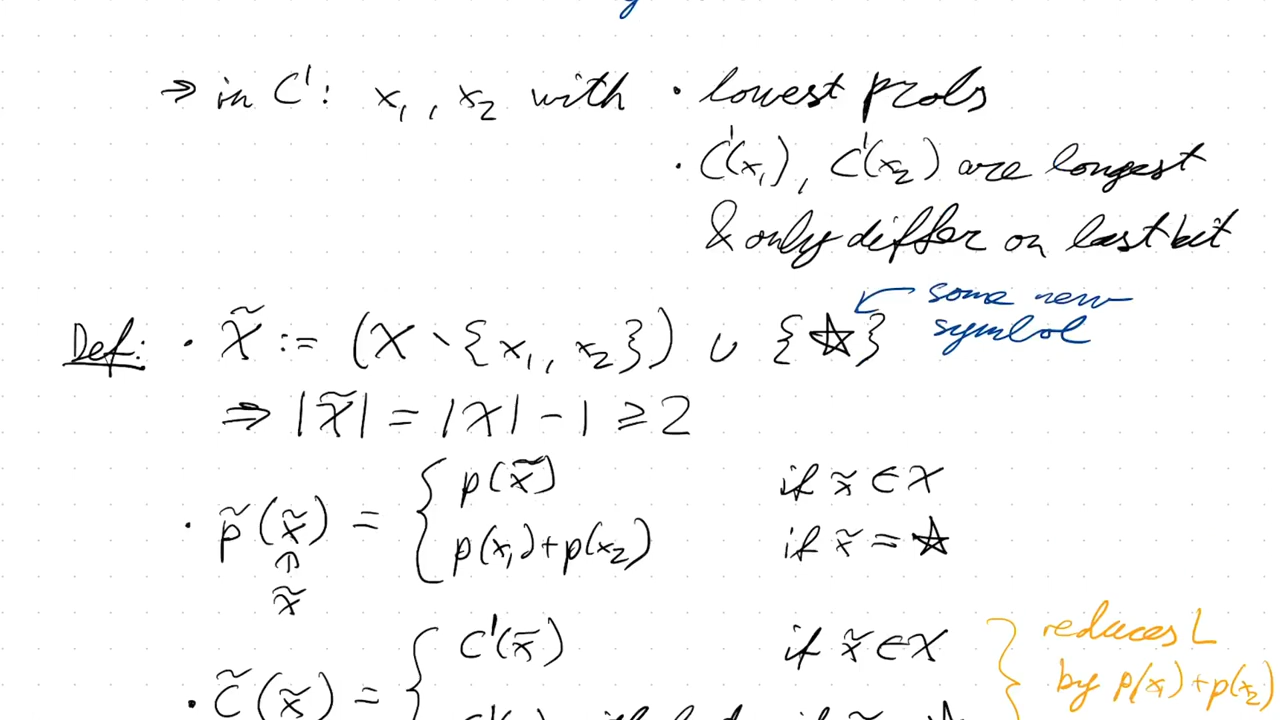 ⇒ in C': x₁, x₂ with • lowest probs
• C'(x₁), C'(x₂) are longest
& only differ on last bit
some new
symbol
Def: • X̃ := (X \ {x₁, x₂}) ∪ {☆}
⇒ |X̃| = |X| - 1 ≥ 2
• p̃(x̃) = { p(x̃) if x̃ ∈ X
p(x₁)+p(x₂) if x̃ = ☆
⋒
x̃
C'(x̃) if x̃ ∈ X } reduces L
by p(x₁)+p(x₂)
• C̃(x̃) = {